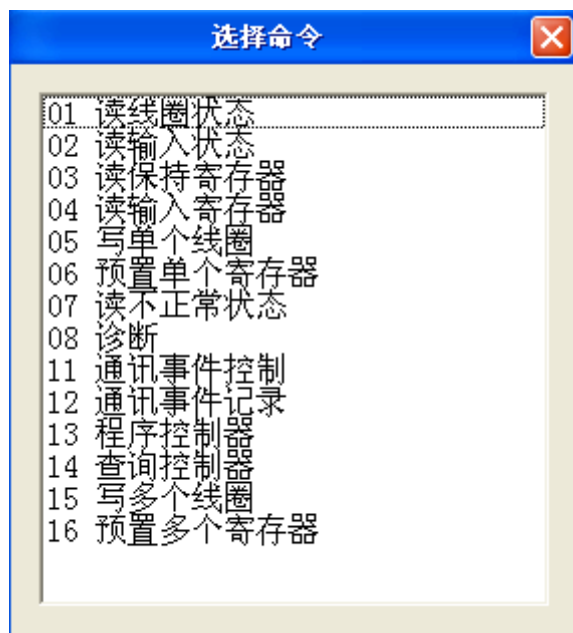 选择命令
01 读线圈状态
02 读输入状态
03 读保持寄存器
04 读输入寄存器
05 写单个线圈
06 预置单个寄存器
07 读不正常状态
08 诊断
11 通讯事件控制
12 通讯事件记录
13 程序控制器
14 查询控制器
15 写多个线圈
16 预置多个寄存器